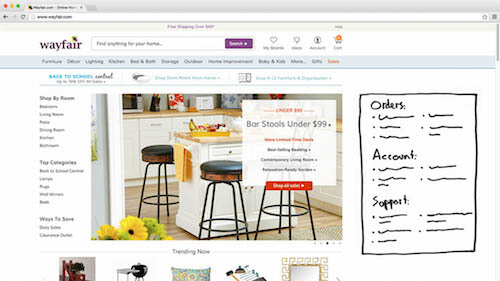 wayfair.com - Online Hom
www.wayfair.com
Free Shipping Over $49*
Help
wayfair
Find anything for your home...
Search
My Boards
Ideas
Account
Cart
Furniture
Décor
Lighting
Kitchen
Bed & Bath
Storage
Outdoor
Home Improvement
Baby & Kids
More...
Gifts
Sales
BACK TO SCHOOL central
Up to 70% Off All Sales
Shop Dorm Room Must-Haves
Shop K-12 Furniture & Organization
Shop By Room
Bedroom
Living Room
Patio
Dining Room
Kitchen
Bathroom
Top Categories
Back to School Central
Lamps
Rugs
Wall Mirrors
Beds
Ways To Save
Daily Sales
Clearance Outlet
UNDER $99
Bar Stools Under $99
More Limited-Time Deals
Best-Selling Bedding
Contemporary Living Room
Relaxation-Ready Garden
Shop all sales
Trending Now
Orders:
Account:
Support: